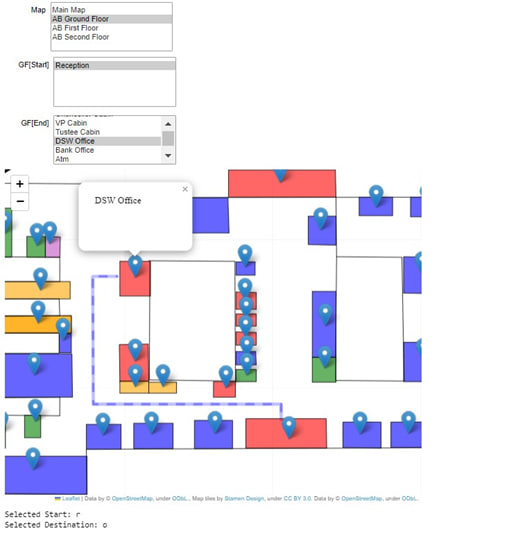 Map
Main Map
AB Ground Floor
AB First Floor
AB Second Floor
GF[Start]
Reception
GF[End]
VP Cabin
Tustee Cabin
DSW Office
Bank Office
Atm
+
−
DSW Office
×
Leaflet | Data by © OpenStreetMap, under ODbL., Map tiles by Stamen Design, under CC BY 3.0. Data by © OpenStreetMap, under ODbL.
Selected Start: r
Selected Destination: o